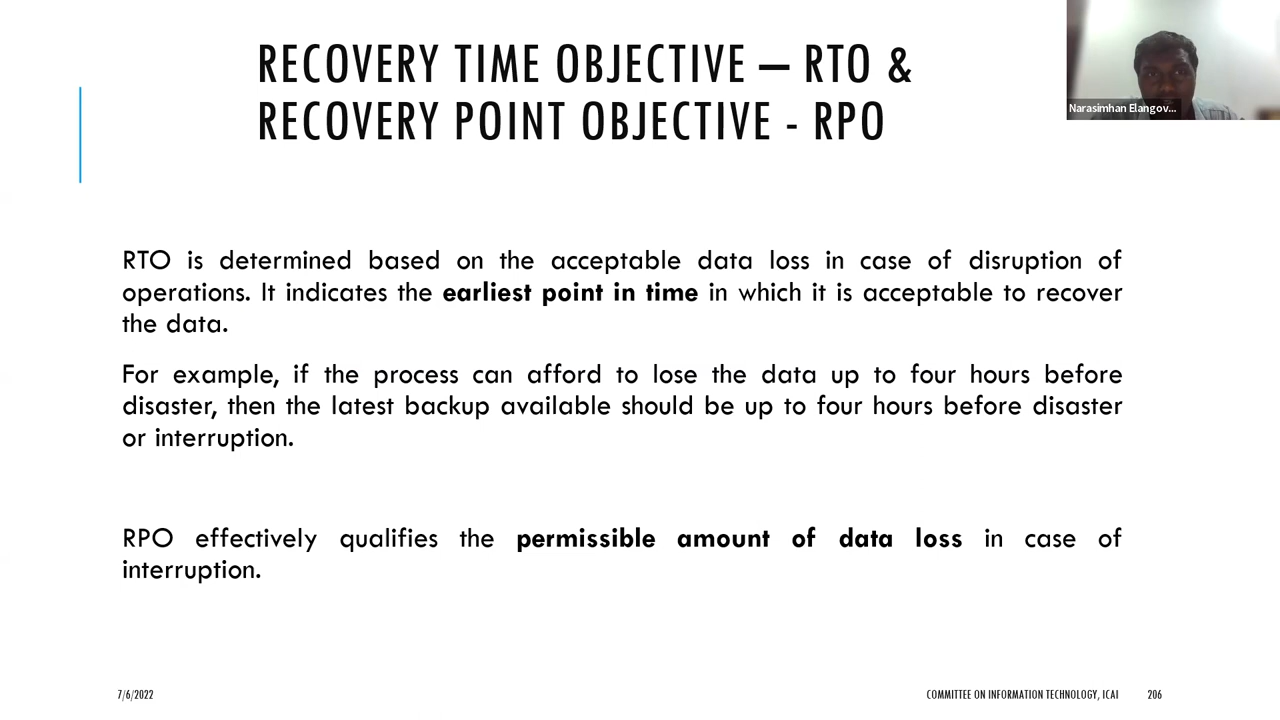 RECOVERY TIME OBJECTIVE – RTO &
RECOVERY POINT OBJECTIVE - RPO
Narasimhan Elangov...
RTO is determined based on the acceptable data loss in case of disruption of
operations. It indicates the earliest point in time in which it is acceptable to recover
the data.
For example, if the process can afford to lose the data up to four hours before
disaster, then the latest backup available should be up to four hours before disaster
or interruption.
RPO effectively qualifies the permissible amount of data loss in case of
interruption.
7/6/2022
COMMITTEE ON INFORMATION TECHNOLOGY, ICAI
206